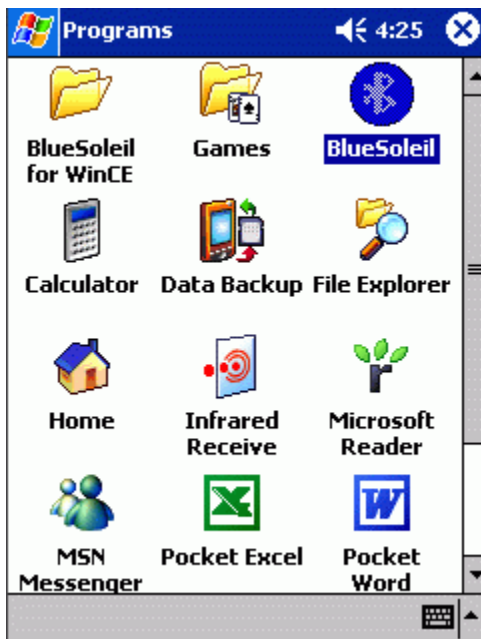 Programs 4:25
BlueSoleil Games BlueSoleil
for WinCE
Calculator Data Backup File Explorer
Home Infrared Microsoft
Receive Reader
MSN Pocket Excel Pocket
Messenger Word